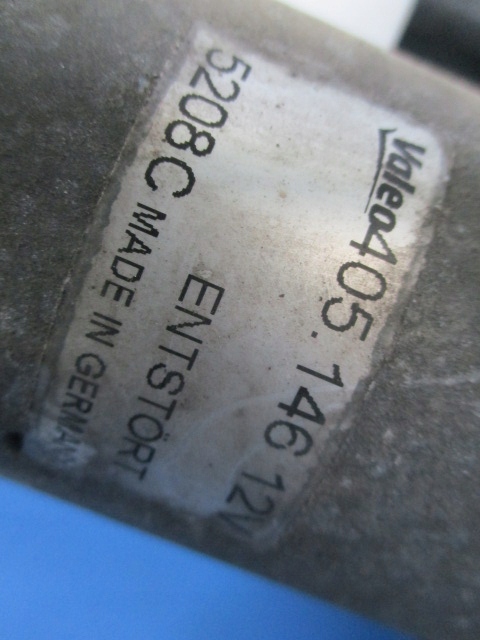 Valeo 405.146 12V
ENTSTÖRT
5208C MADE IN GERMANY